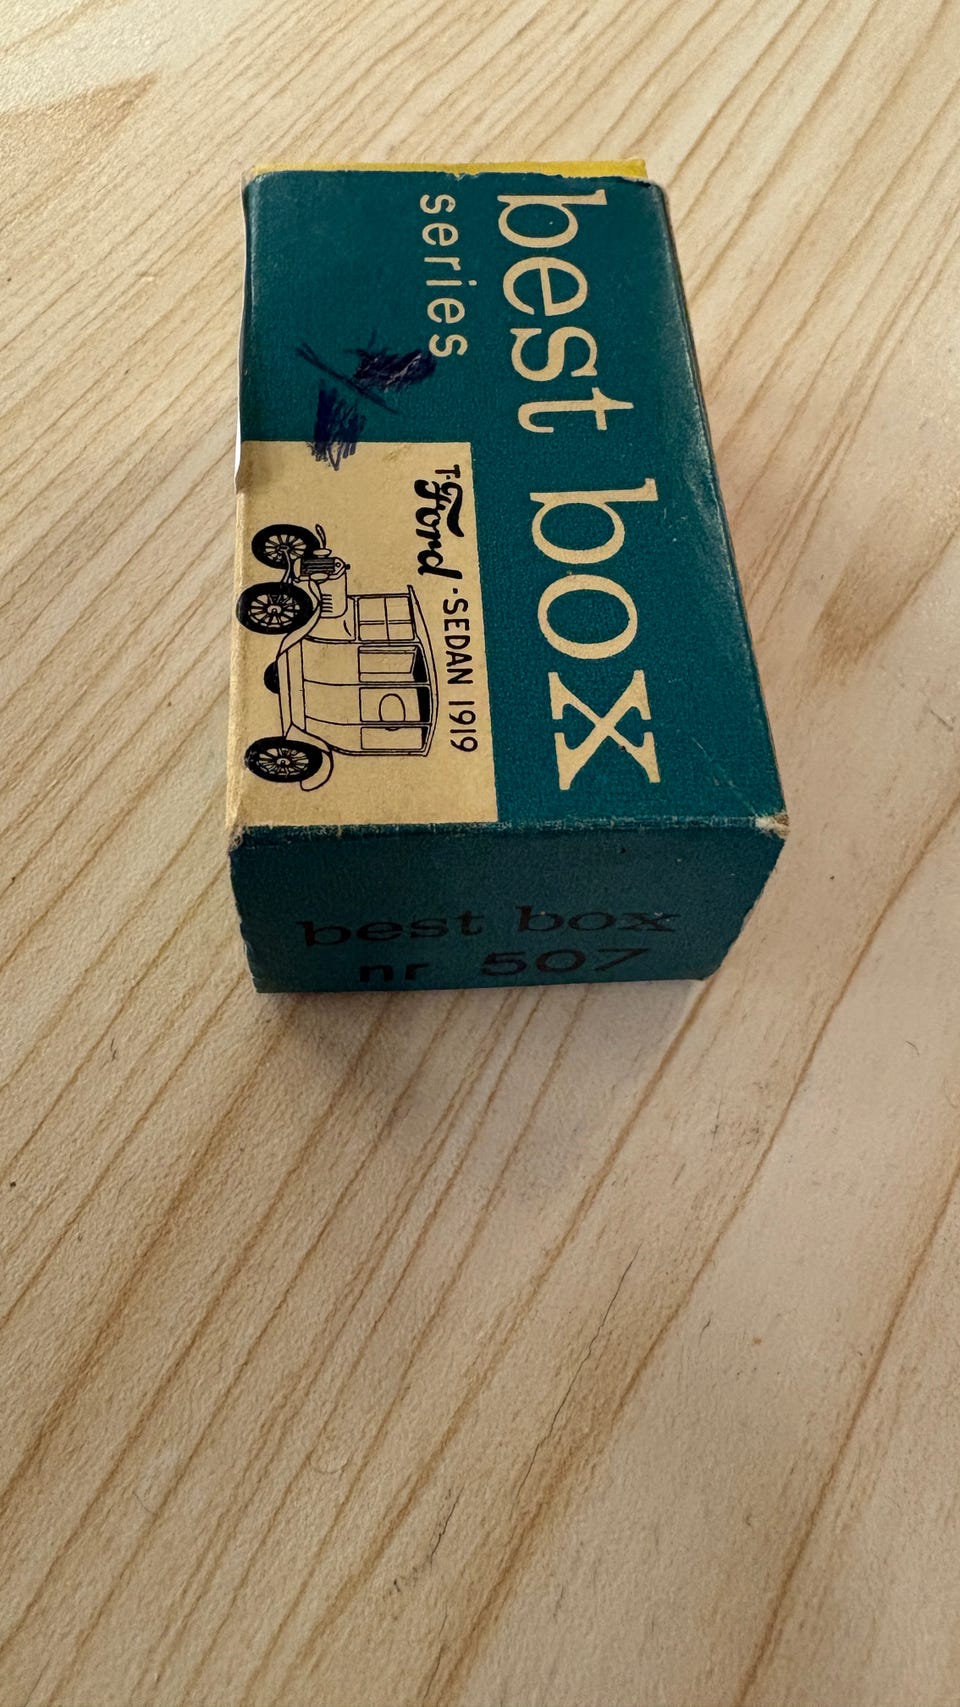 best box
series
T-Ford · SEDAN 1919
best box
nr 507